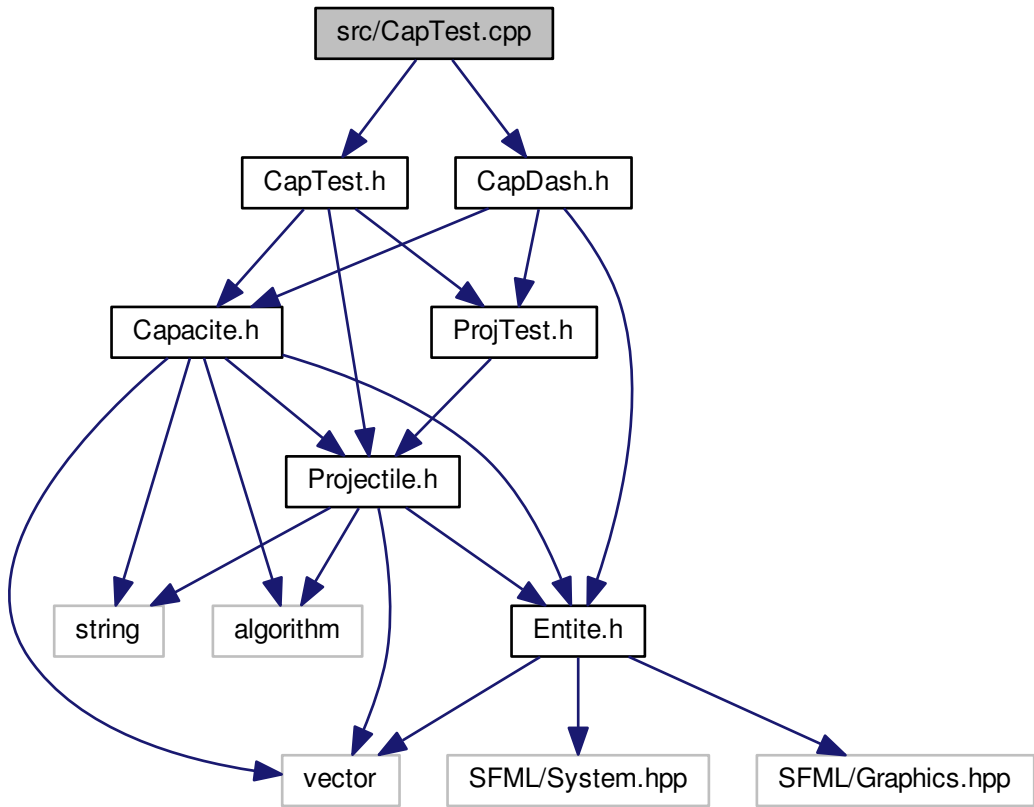 src/CapTest.cpp
CapTest.h
CapDash.h
Capacite.h
ProjTest.h
Projectile.h
string
algorithm
Entite.h
vector
SFML/System.hpp
SFML/Graphics.hpp